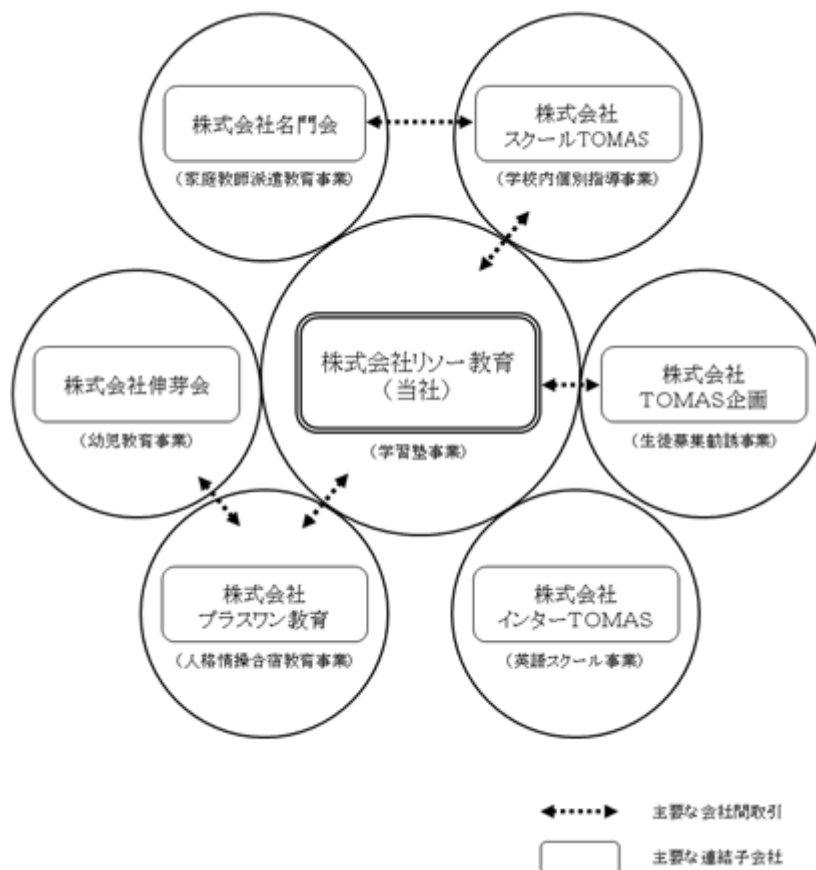 株式会社名門会
(家庭教師派遣教育事業)
株式会社
スクールTOMAS
(学校内個別指導事業)
株式会社伸芽会
(幼児教育事業)
株式会社リソー教育
(当社)
(学習塾事業)
株式会社
TOMAS企画
(生徒募集勧誘事業)
株式会社
プラスワン教育
(人格情操合宿教育事業)
株式会社
インターTOMAS
(英語スクール事業)
主要な会社間取引
主要な連結子会社